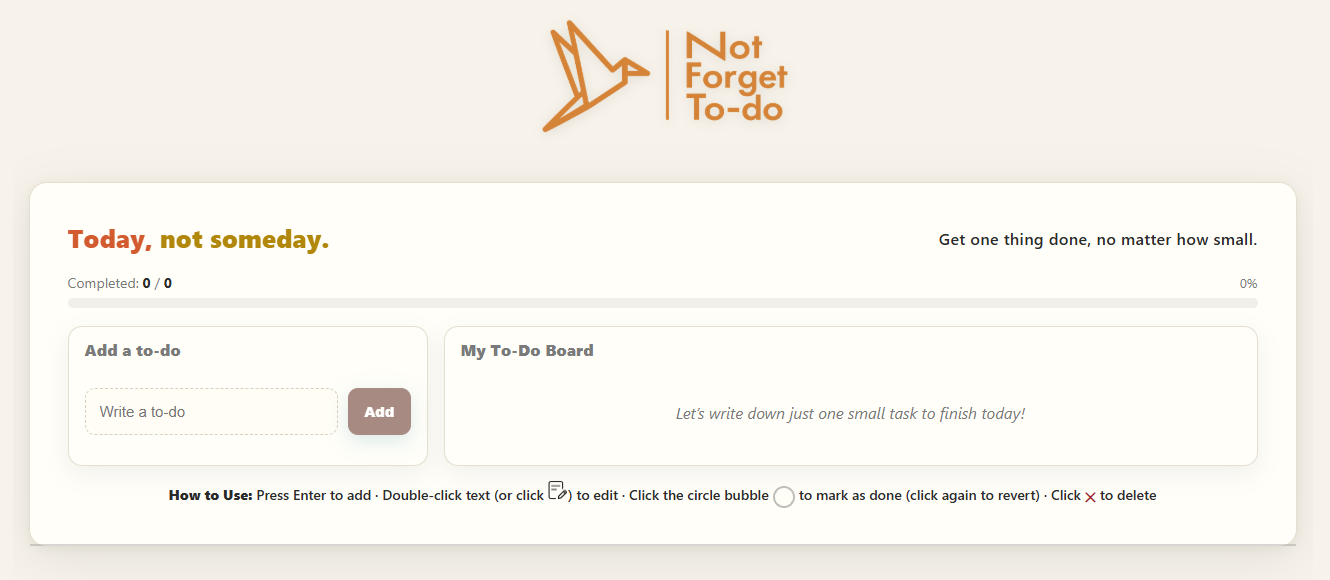 Not
Forget
To-do
Today, not someday.
Get one thing done, no matter how small.
Completed: 0 / 0
0%
Add a to-do
Write a to-do
Add
My To-Do Board
Let's write down just one small task to finish today!
How to Use: Press Enter to add · Double-click text (or click ) to edit · Click the circle bubble to mark as done (click again to revert) · Click × to delete